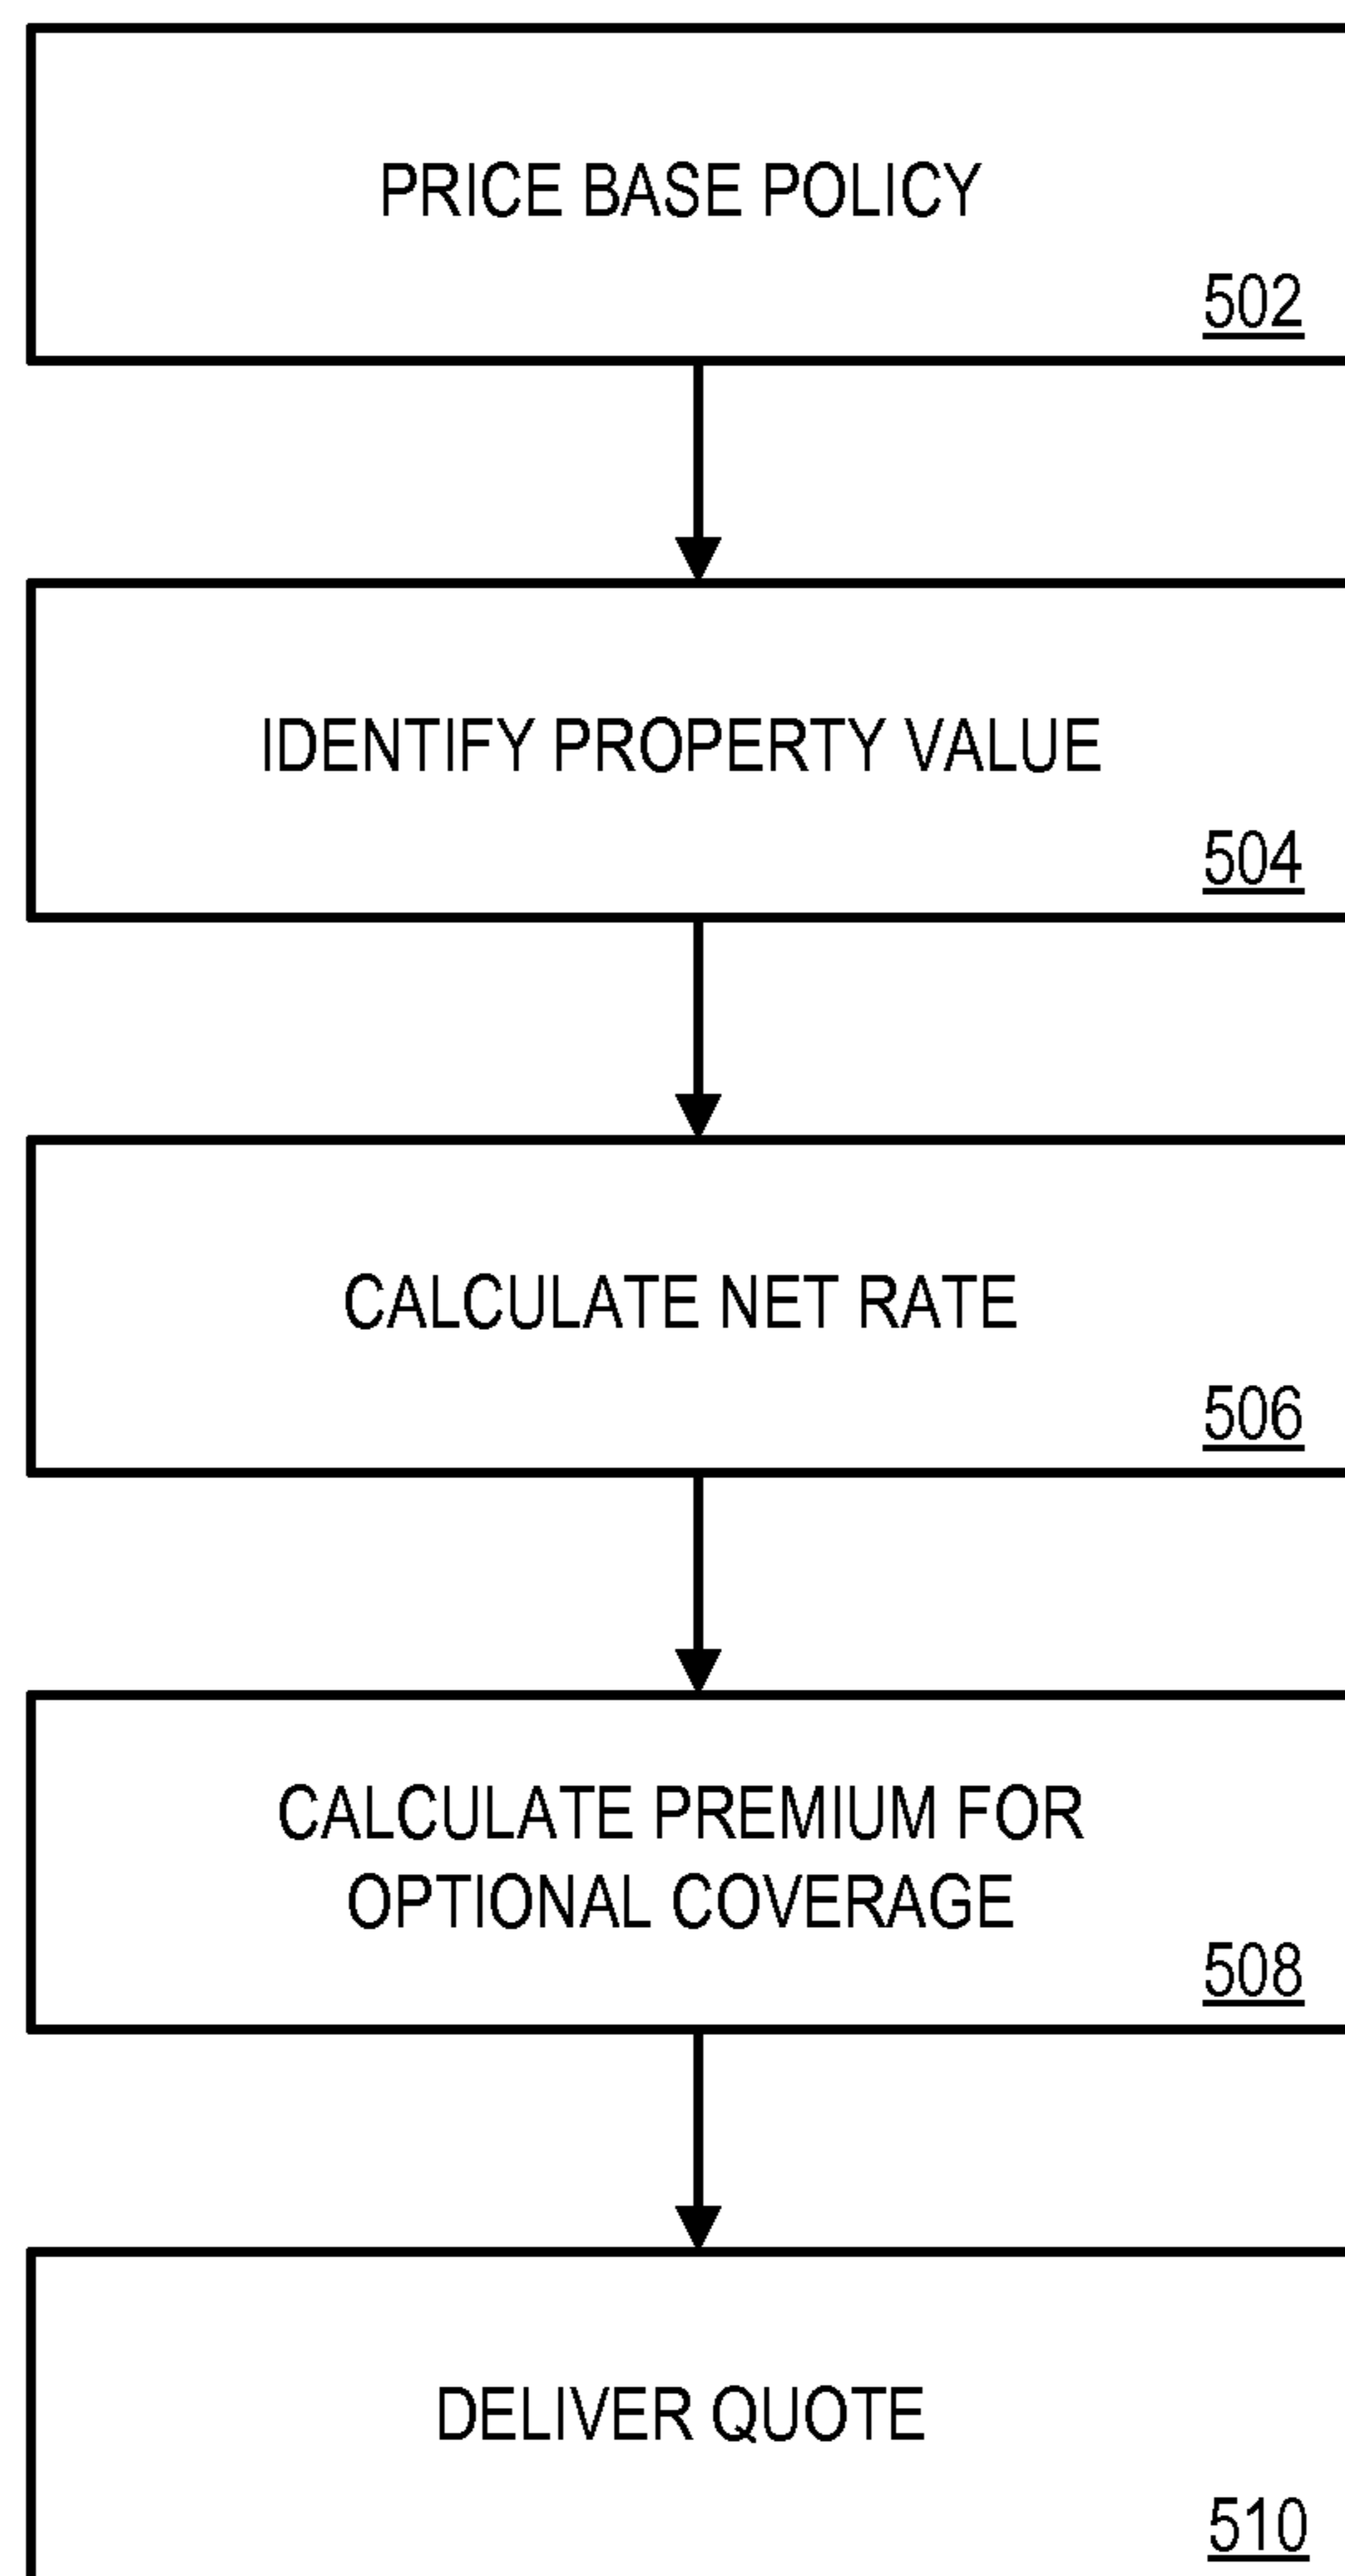 PRICE BASE POLICY
502
IDENTIFY PROPERTY VALUE
504
CALCULATE NET RATE
506
CALCULATE PREMIUM FOR
OPTIONAL COVERAGE
508
DELIVER QUOTE
510